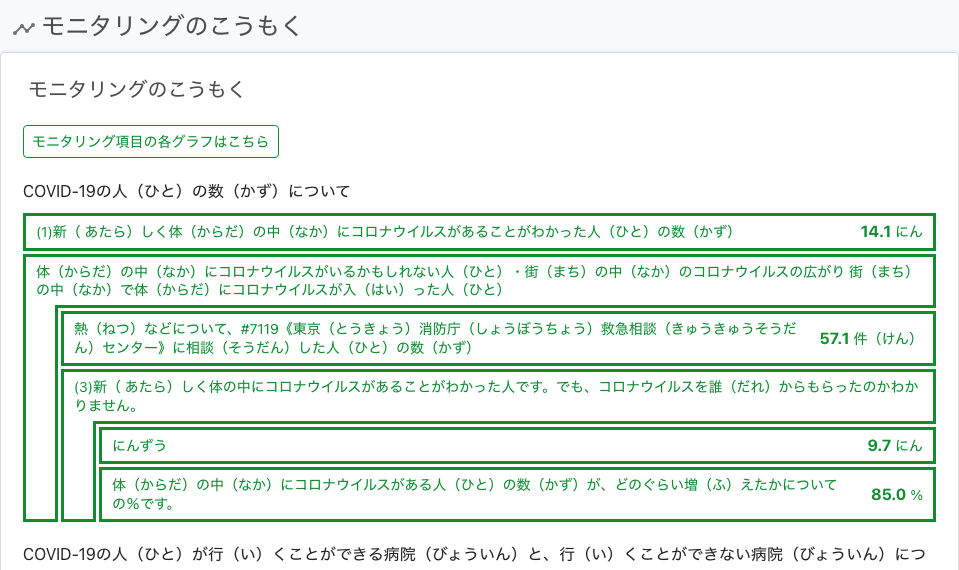 モニタリングのこうもく
モニタリングのこうもく
モニタリング項目の各グラフはこちら
COVID-19の人（ひと）の数（かず）について
(1)新（ あたら）しく体（からだ）の中（なか）にコロナウイルスがあることがわかった人（ひと）の数（かず） 14.1 にん
体（からだ）の中（なか）にコロナウイルスがいるかもしれない人（ひと）・街（まち）の中（なか）のコロナウイルスの広がり 街（まち）
の中（なか）で体（からだ）にコロナウイルスが入（はい）った人（ひと）
熱（ねつ）などについて、#7119《東京（とうきょう）消防庁（しょうぼうちょう）救急相談（きゅうきゅうそうだ
ん）センター》に相談（そうだん）した人（ひと）の数（かず）
57.1 件（けん）
(3)新（ あたら）しく体の中にコロナウイルスがあることがわかった人です。でも、コロナウイルスを誰（だれ）からもらったのかわか
りません。
にんずう 9.7 にん
体（からだ）の中（なか）にコロナウイルスがある人（ひと）の数（かず）が、どのぐらい増（ふ）えたかについて
の%です。
85.0 %
COVID-19の人（ひと）が行（い）くことができる病院（びょういん）と、行（い）くことができない病院（びょういん）につ